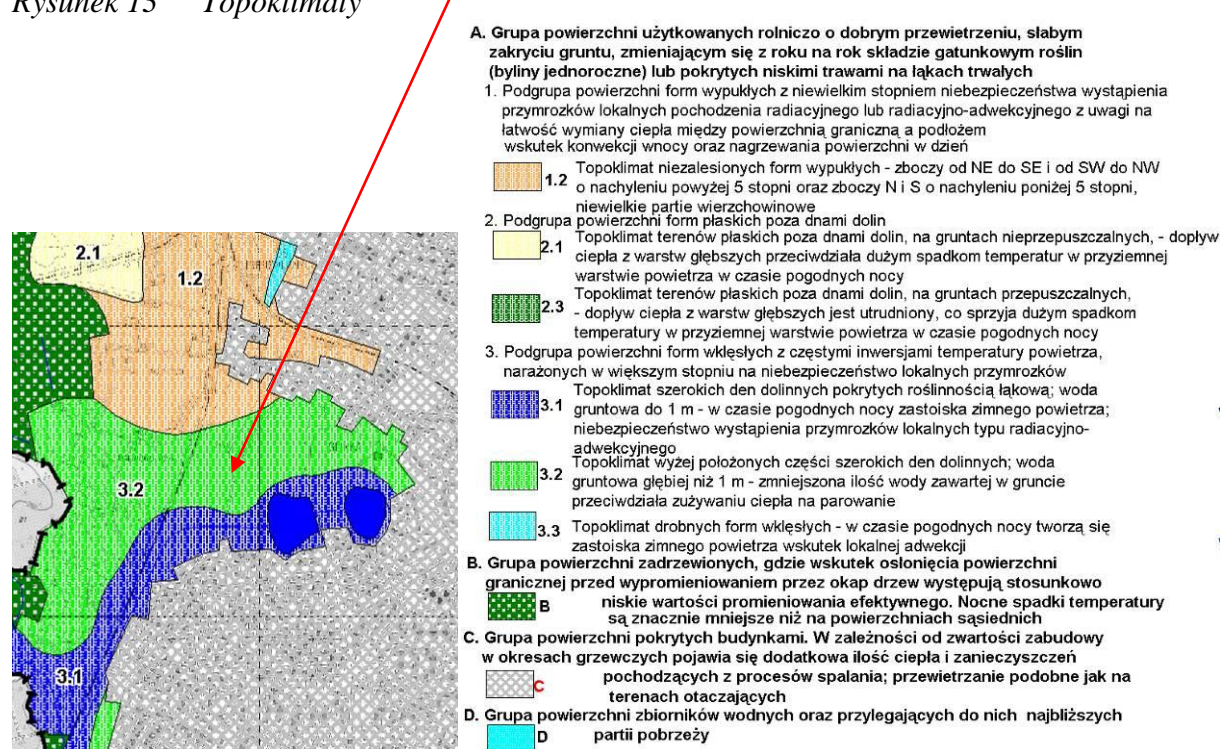 Rysunek 15 Topoklimaty
A. Grupa powierzchni użytkowanych rolniczo o dobrym przewietrzeniu, słabym
zakryciu gruntu, zmieniającym się z roku na rok składzie gatunkowym roślin
(byliny jednoroczne) lub pokrytych niskimi trawami na łąkach trwałych
1. Podgrupa powierzchni form wypukłych z niewielkim stopniem niebezpieczeństwa wystąpienia
przymrozków lokalnych pochodzenia radiacyjnego lub radiacyjno-adwekcyjnego z uwagi na
łatwość wymiany ciepła między powierzchnią graniczną a podłożem
wskutek konwekcji wnocy oraz nagrzewania powierzchni w dzień
1.2 Topoklimat niezalesionych form wypukłych - zboczy od NE do SE i od SW do NW
o nachyleniu powyżej 5 stopni oraz zboczy N i S o nachyleniu poniżej 5 stopni,
niewielkie partie wierzchowinowe
2. Podgrupa powierzchni form płaskich poza dnami dolin
2.1 Topoklimat terenów płaskich poza dnami dolin, na gruntach nieprzepuszczalnych, - dopływ
ciepła z warstw głębszych przeciwdziała dużym spadkom temperatur w przyziemnej
warstwie powietrza w czasie pogodnych nocy
2.3 Topoklimat terenów płaskich poza dnami dolin, na gruntach przepuszczalnych,
- dopływ ciepła z warstw głębszych jest utrudniony, co sprzyja dużym spadkom
temperatury w przyziemnej warstwie powietrza w czasie pogodnych nocy
3. Podgrupa powierzchni form wklęsłych z częstymi inwersjami temperatury powietrza,
narażonych w większym stopniu na niebezpieczeństwo lokalnych przymrozków
3.1 Topoklimat szerokich den dolinnych pokrytych roślinnością łąkową; woda
gruntowa do 1 m - w czasie pogodnych nocy zastoiska zimnego powietrza;
niebezpieczeństwo wystąpienia przymrozków lokalnych typu radiacyjno-
adwekcyjnego
3.2 Topoklimat wyżej położonych części szerokich den dolinnych; woda
gruntowa głębiej niż 1 m - zmniejszona ilość wody zawartej w gruncie
przeciwdziała zużywaniu ciepła na parowanie
3.3 Topoklimat drobnych form wklęsłych - w czasie pogodnych nocy tworzą się
zastoiska zimnego powietrza wskutek lokalnej adwekcji
B. Grupa powierzchni zadrzewionych, gdzie wskutek osłonięcia powierzchni
granicznej przed wypromieniowaniem przez okap drzew występują stosunkowo
B niskie wartości promieniowania efektywnego. Nocne spadki temperatury
są znacznie mniejsze niż na powierzchniach sąsiednich
C. Grupa powierzchni pokrytych budynkami. W zależności od zwartości zabudowy
w okresach grzewczych pojawia się dodatkowa ilość ciepła i zanieczyszczeń
C pochodzących z procesów spalania; przewietrzanie podobne jak na
terenach otaczających
D. Grupa powierzchni zbiorników wodnych oraz przylegających do nich najbliższych
D partii pobrzeży
2.1
1.2
3.2
3.1